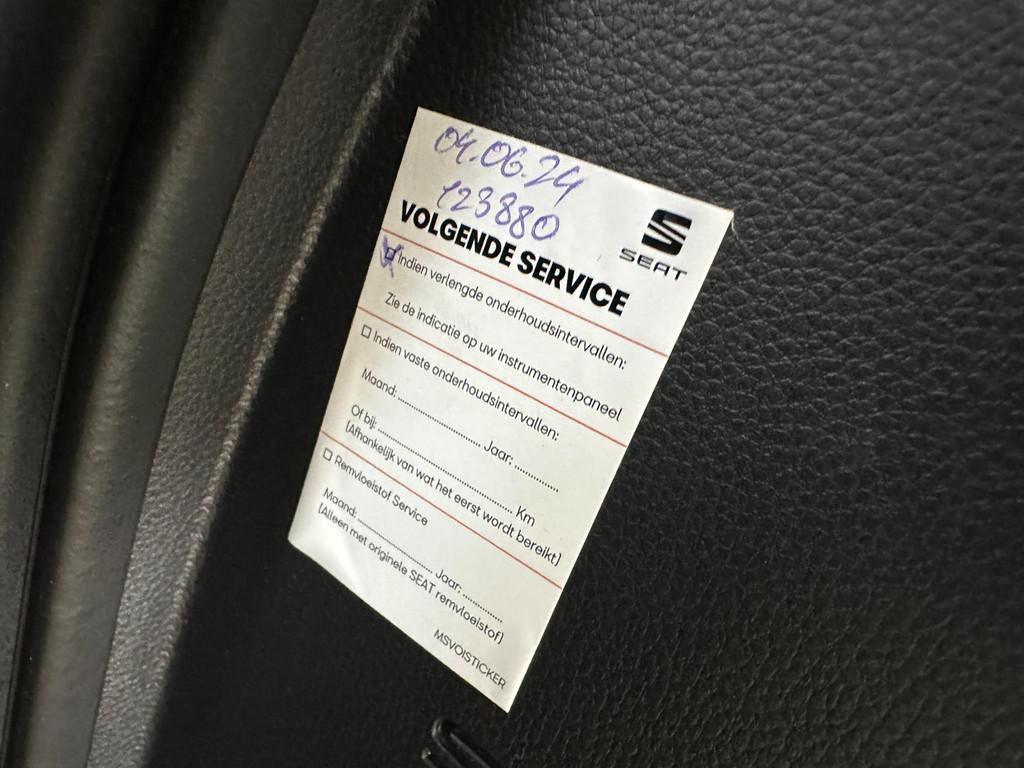 04.06.24
123880
SEAT
VOLGENDE SERVICE
Indien verlengde onderhoudsintervallen:
Zie de indicatie op uw instrumentenpaneel
Indien vaste onderhoudsintervallen:
Maand: .................... Jaar: ............
Of bij: .................................. Km
(Afhankelijk van wat het eerst wordt bereikt)
Remvloeistof Service
Maand: .................... Jaar: ............
(Alleen met originele SEAT remvloeistof)
MSVOISTICKER